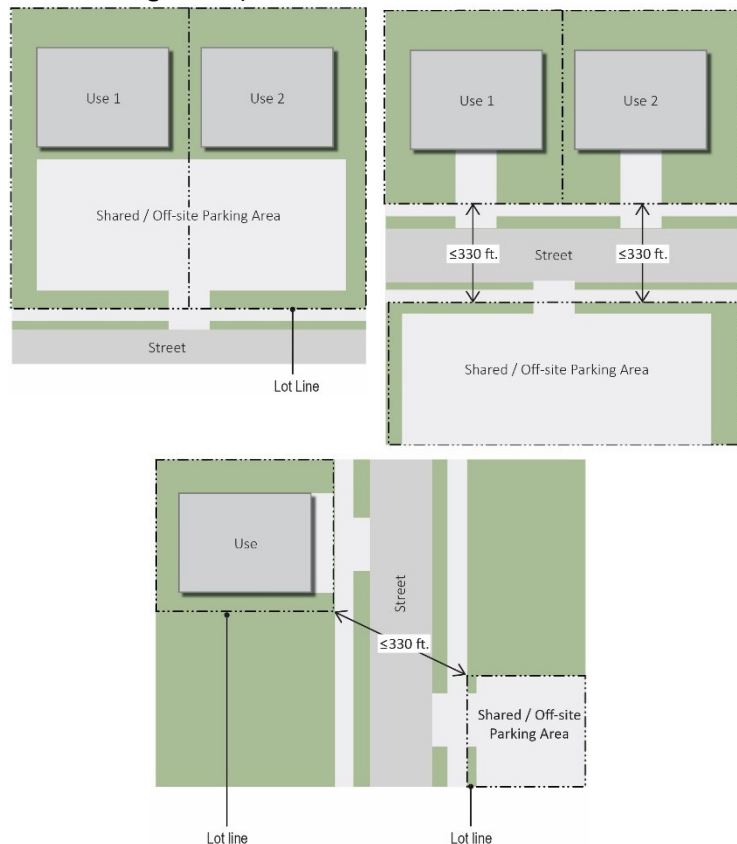 Use 1
Use 2
Shared / Off-site Parking Area
Street
Lot Line
Use 1
Use 2
≤330 ft.
Street
≤330 ft.
Shared / Off-site Parking Area
Use
Street
≤330 ft.
Shared / Off-site
Parking Area
Lot line
Lot line